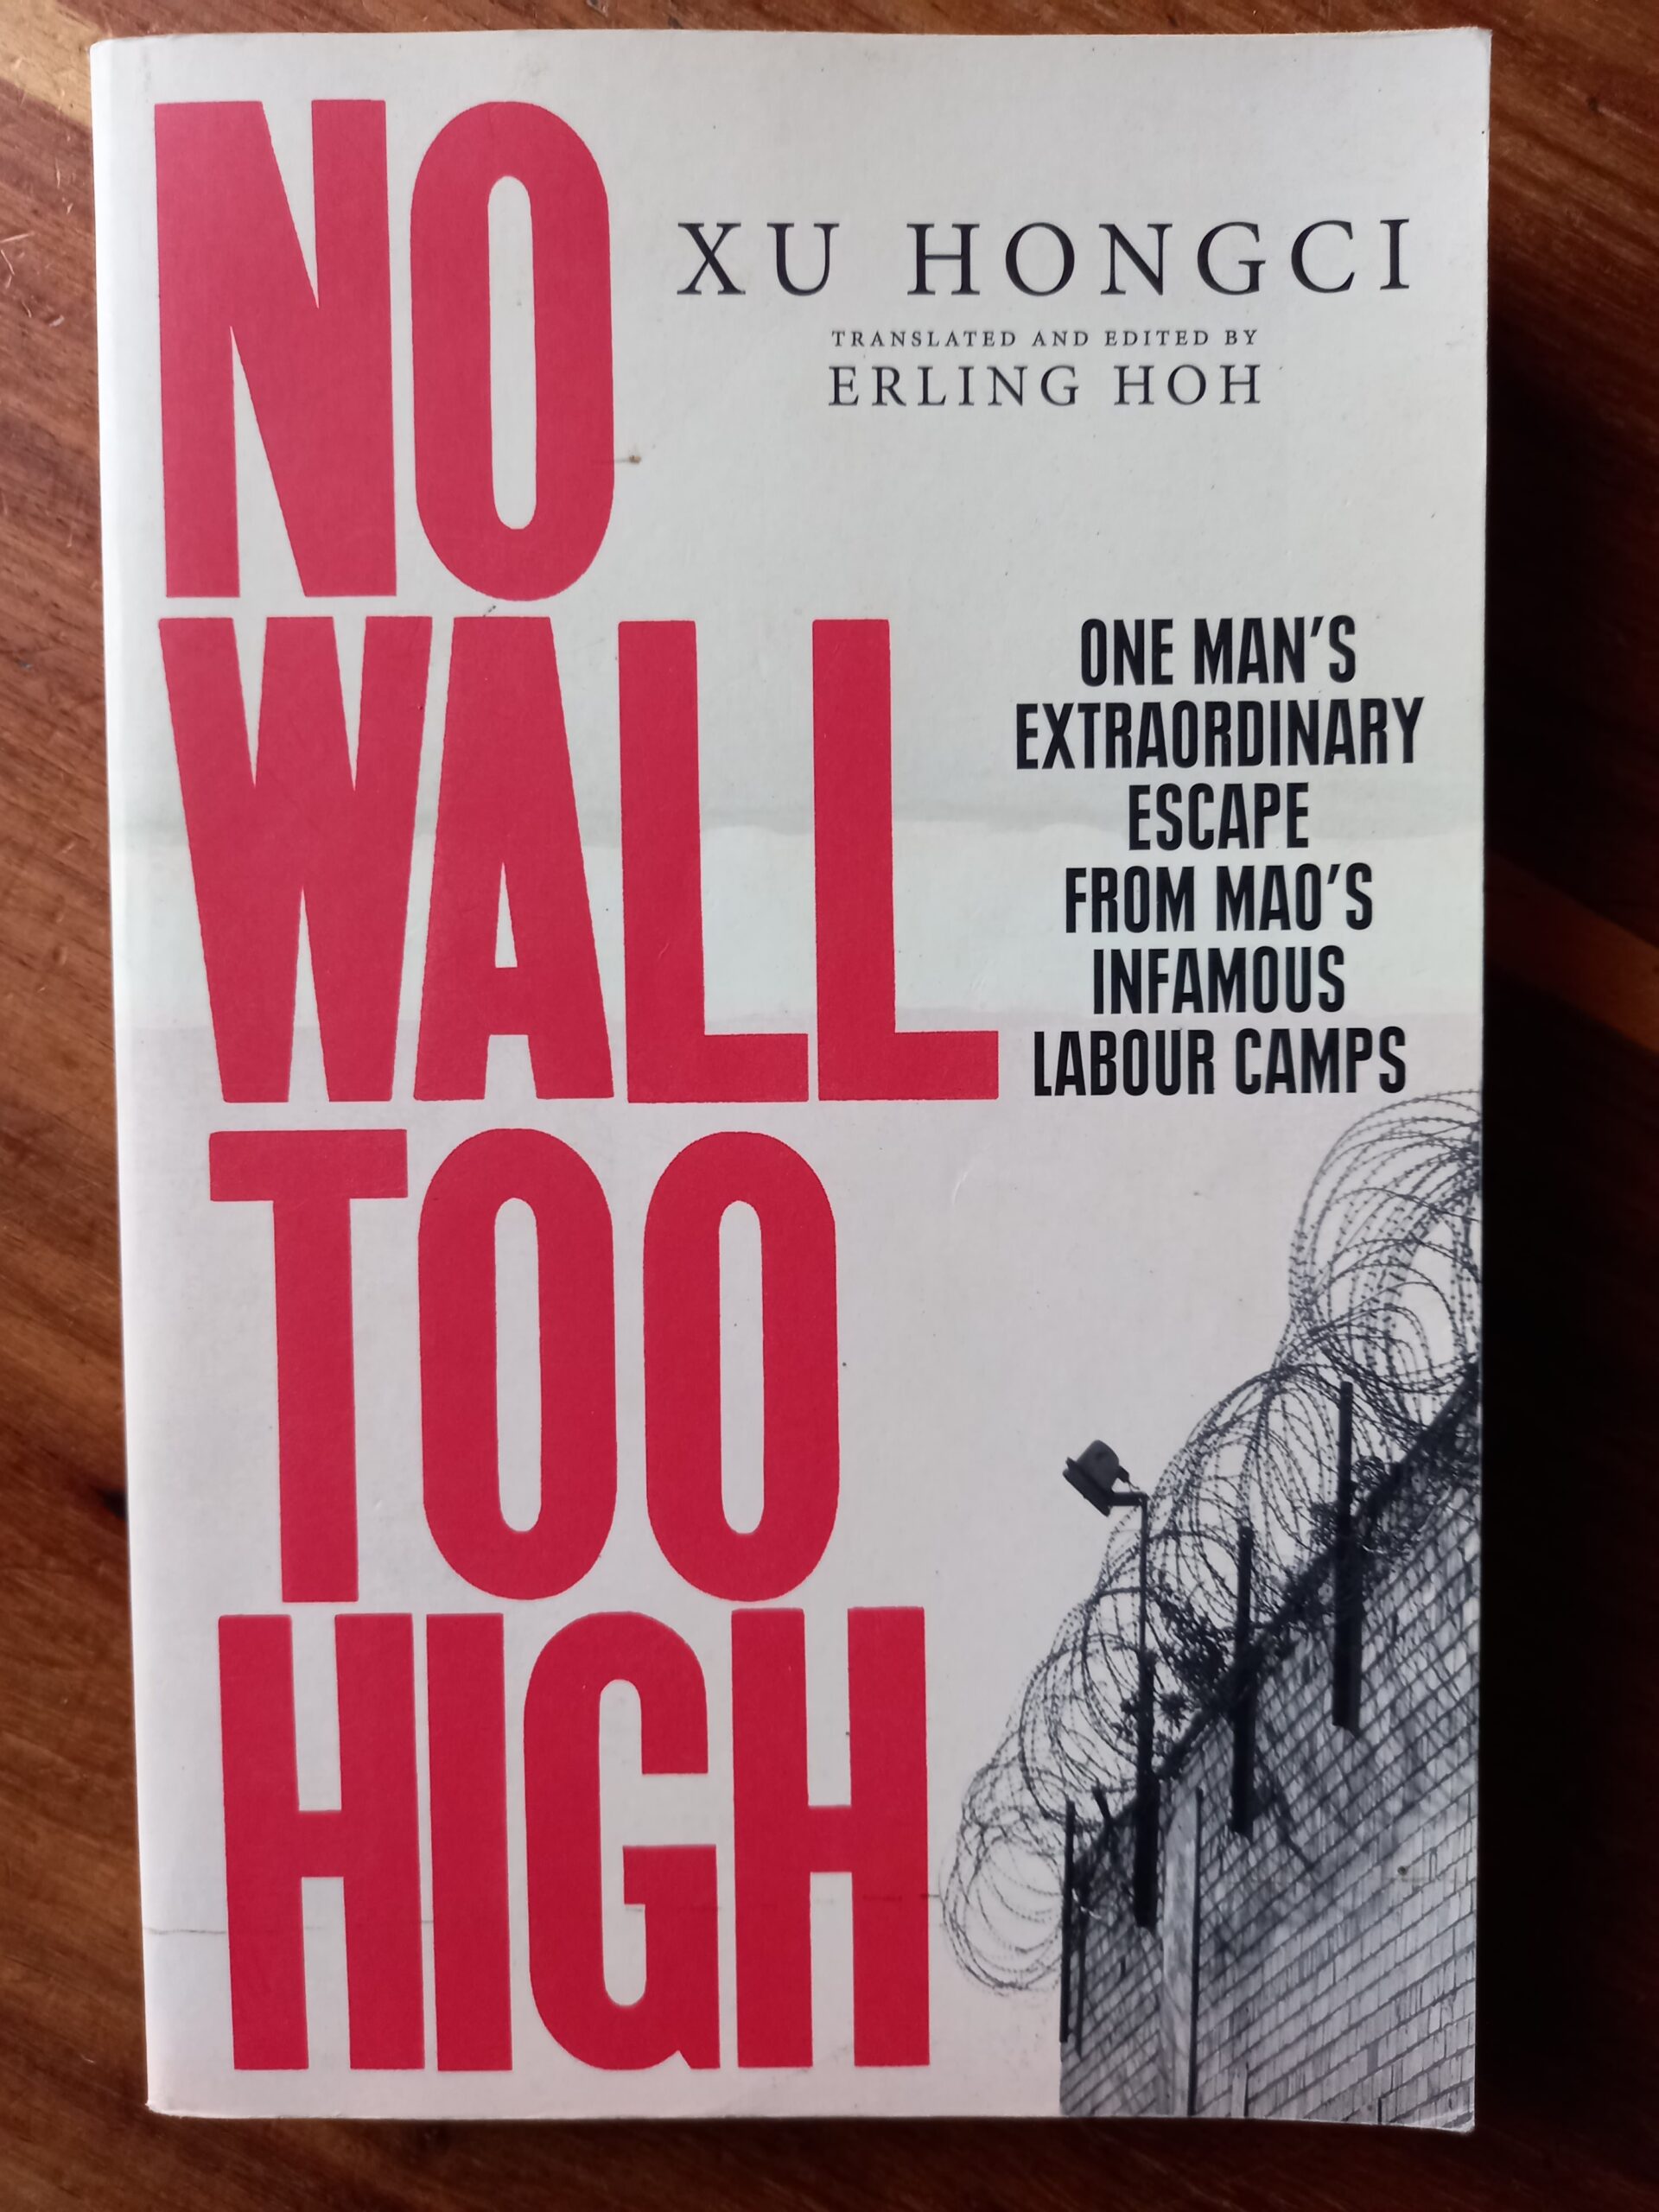 NO
WALL
TOO
HIGH
XU HONGCI
TRANSLATED AND EDITED BY
ERLING HOH
ONE MAN'S
EXTRAORDINARY
ESCAPE
FROM MAO'S
INFAMOUS
LABOUR CAMPS